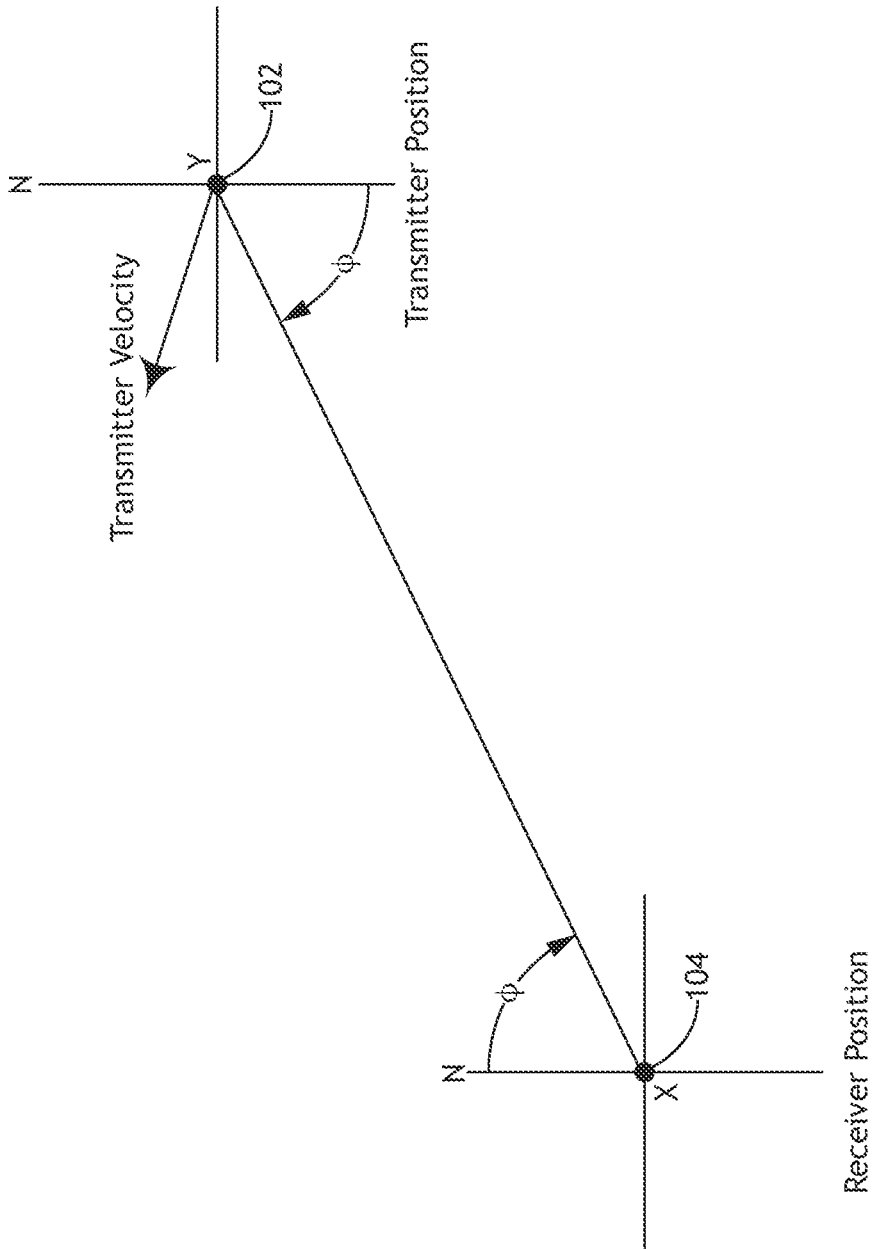 N
Y
102
Transmitter Velocity
ϕ
Transmitter Position
N
ϕ
104
X
Receiver Position